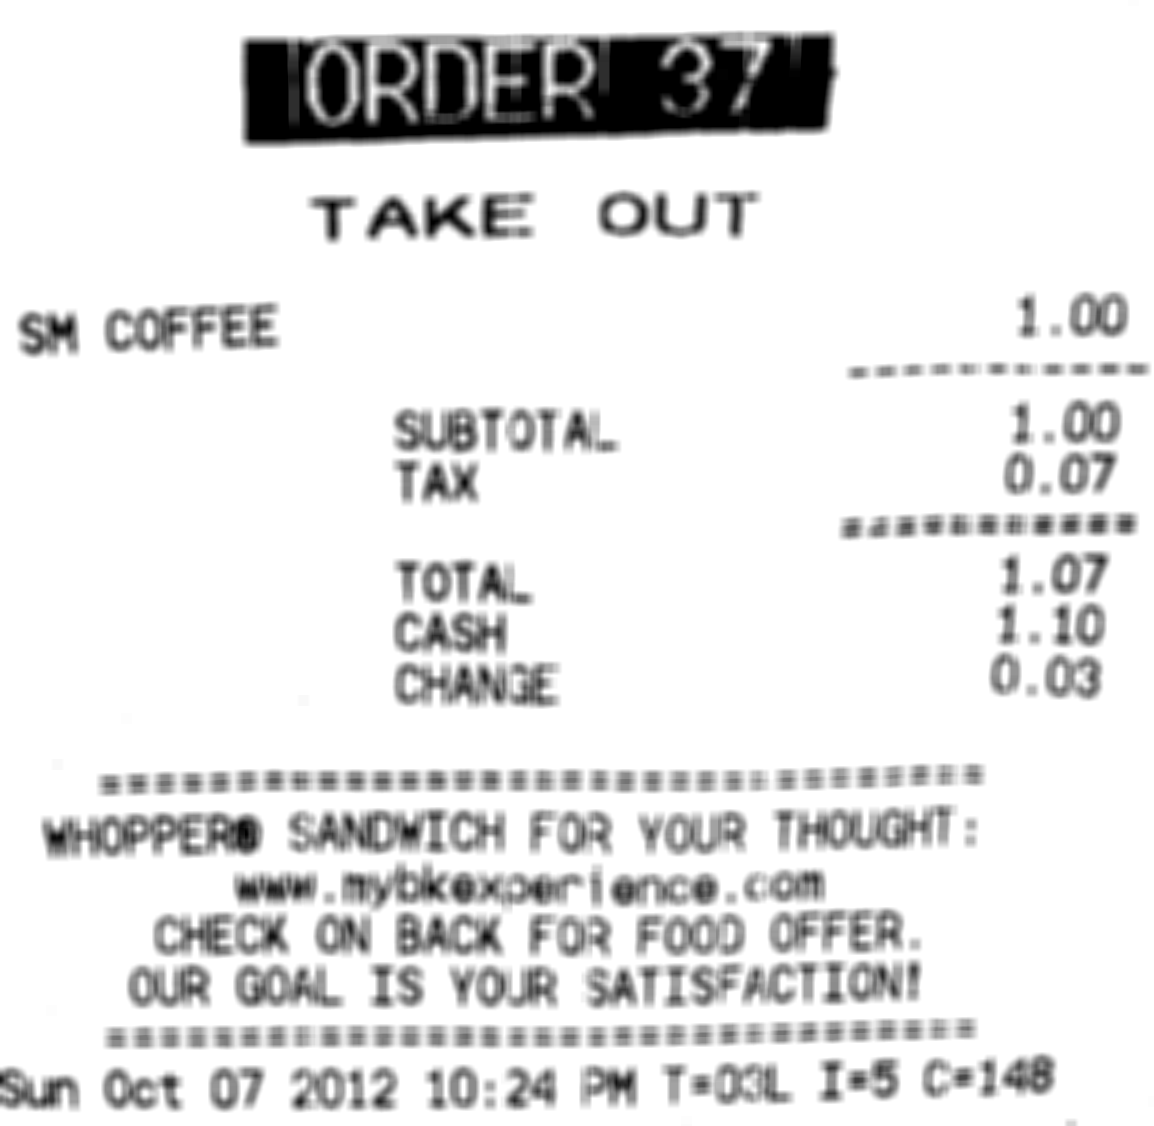 ORDER 37
TAKE OUT
SM COFFEE 1.00
SUBTOTAL 1.00
TAX 0.07
TOTAL 1.07
CASH 1.10
CHANGE 0.03
WHOPPER® SANDWICH FOR YOUR THOUGHT:
www.mybkexperience.com
CHECK ON BACK FOR FOOD OFFER.
OUR GOAL IS YOUR SATISFACTION!
Sun Oct 07 2012 10:24 PM T=03L I=5 C=148